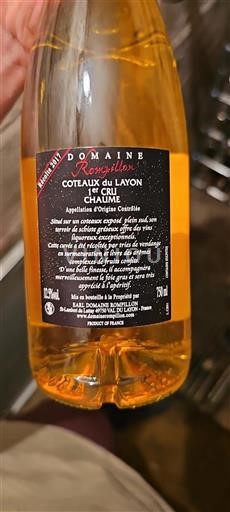 Récolte 2017
DOMAINE
Rompillon
COTEAUX du LAYON
1er CRU
CHAUME
Appellation d'Origine Contrôlée
Situé sur un coteaux exposé plein sud, son
terroir de schiste gréseux offre des vins
liquoreux exceptionnels.
Cette cuvée a été récoltée par tries de vendange
en surmaturation et livre des arômes
complexes de fruits confits.
D'une belle finesse, il accompagnera
merveilleusement le foie gras et sera très
apprécié à l'apéritif.
Mis en bouteille à la Propriété par
EARL DOMAINE ROMPILLON
St-Lambert du Lattay 49750 VAL DU LAYON - France
www.domainerompillon.com
PRODUCT OF FRANCE
12,5%vol.
750 ml